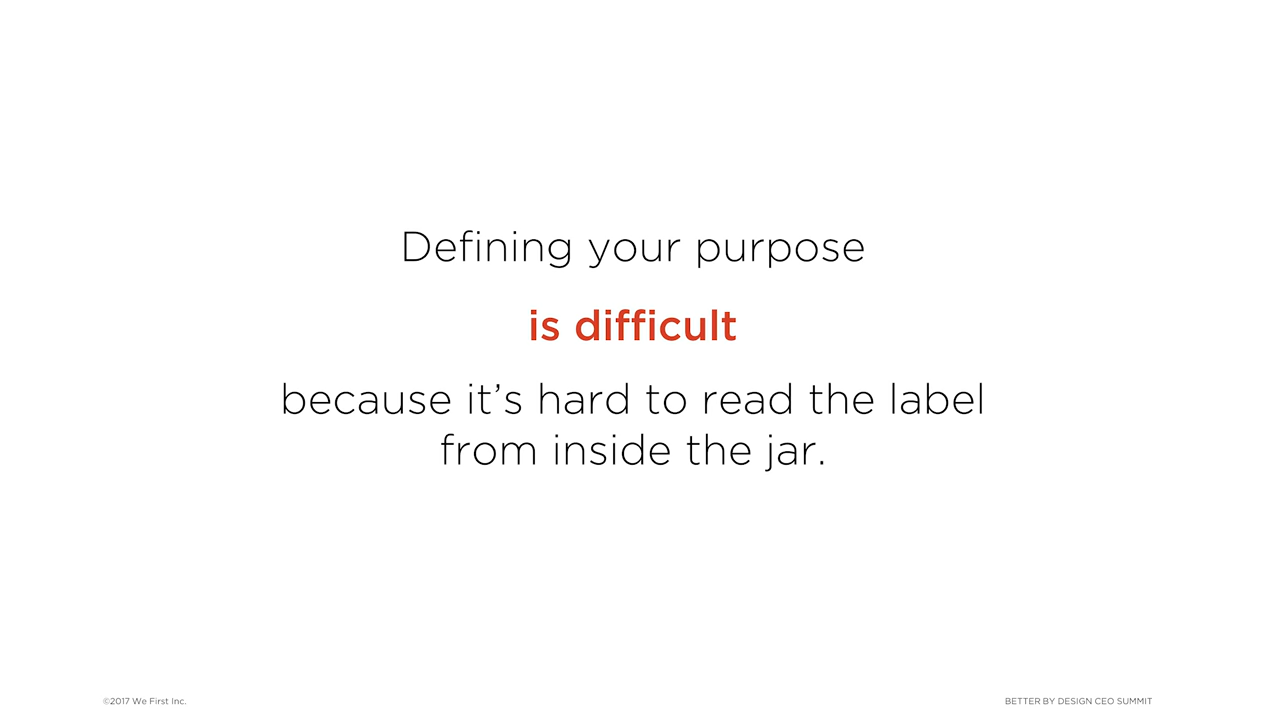 Defining your purpose
is difficult
because it’s hard to read the label
from inside the jar.
©2017 We First Inc.
BETTER BY DESIGN CEO SUMMIT